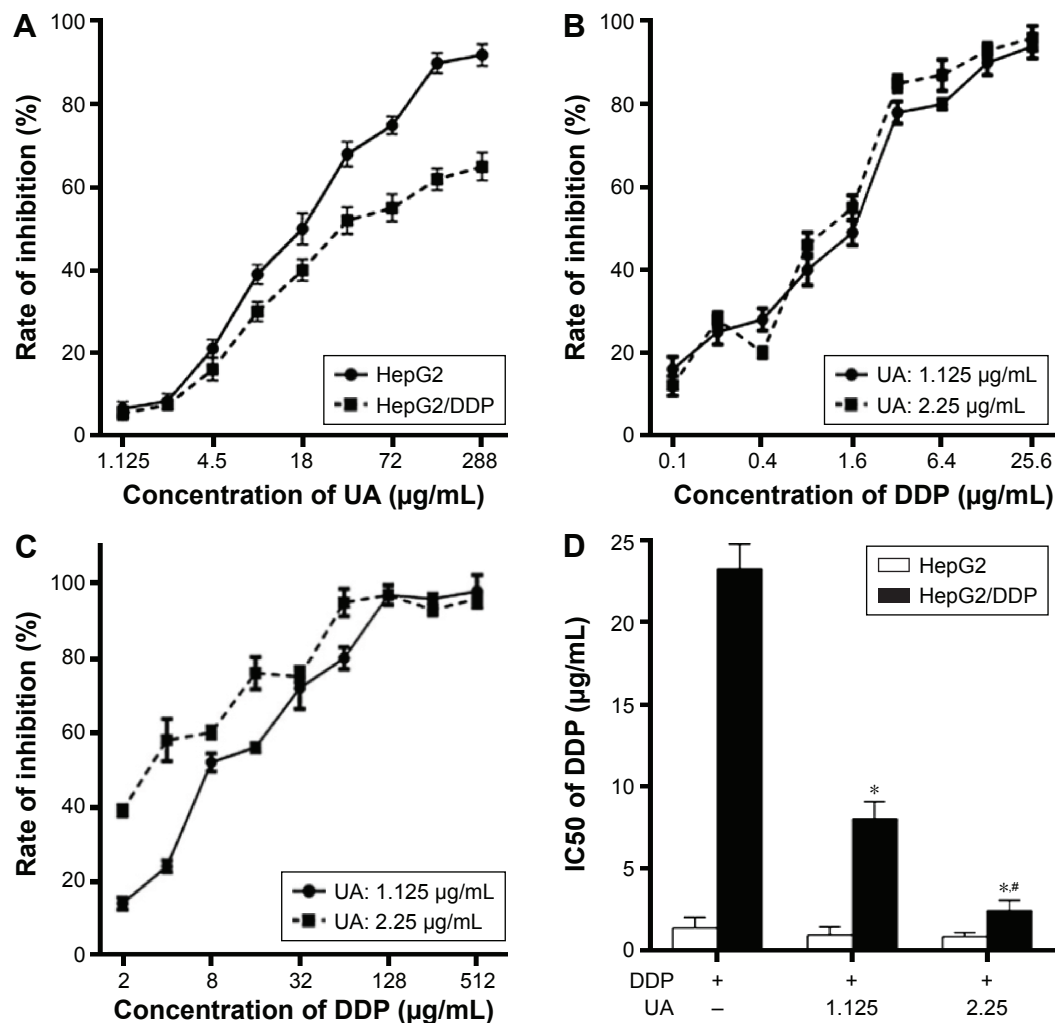 A
Rate of inhibition (%)
100
80
60
40
20
0
HepG2
HepG2/DDP
1.125 4.5 18 72 288
Concentration of UA (µg/mL)
B
Rate of inhibition (%)
100
80
60
40
20
0
UA: 1.125 µg/mL
UA: 2.25 µg/mL
0.1 0.4 1.6 6.4 25.6
Concentration of DDP (µg/mL)
C
Rate of inhibition (%)
100
80
60
40
20
0
UA: 1.125 µg/mL
UA: 2.25 µg/mL
2 8 32 128 512
Concentration of DDP (µg/mL)
D
IC50 of DDP (µg/mL)
25
20
15
10
5
0
HepG2
HepG2/DDP
*
*,#
DDP + + +
UA – 1.125 2.25